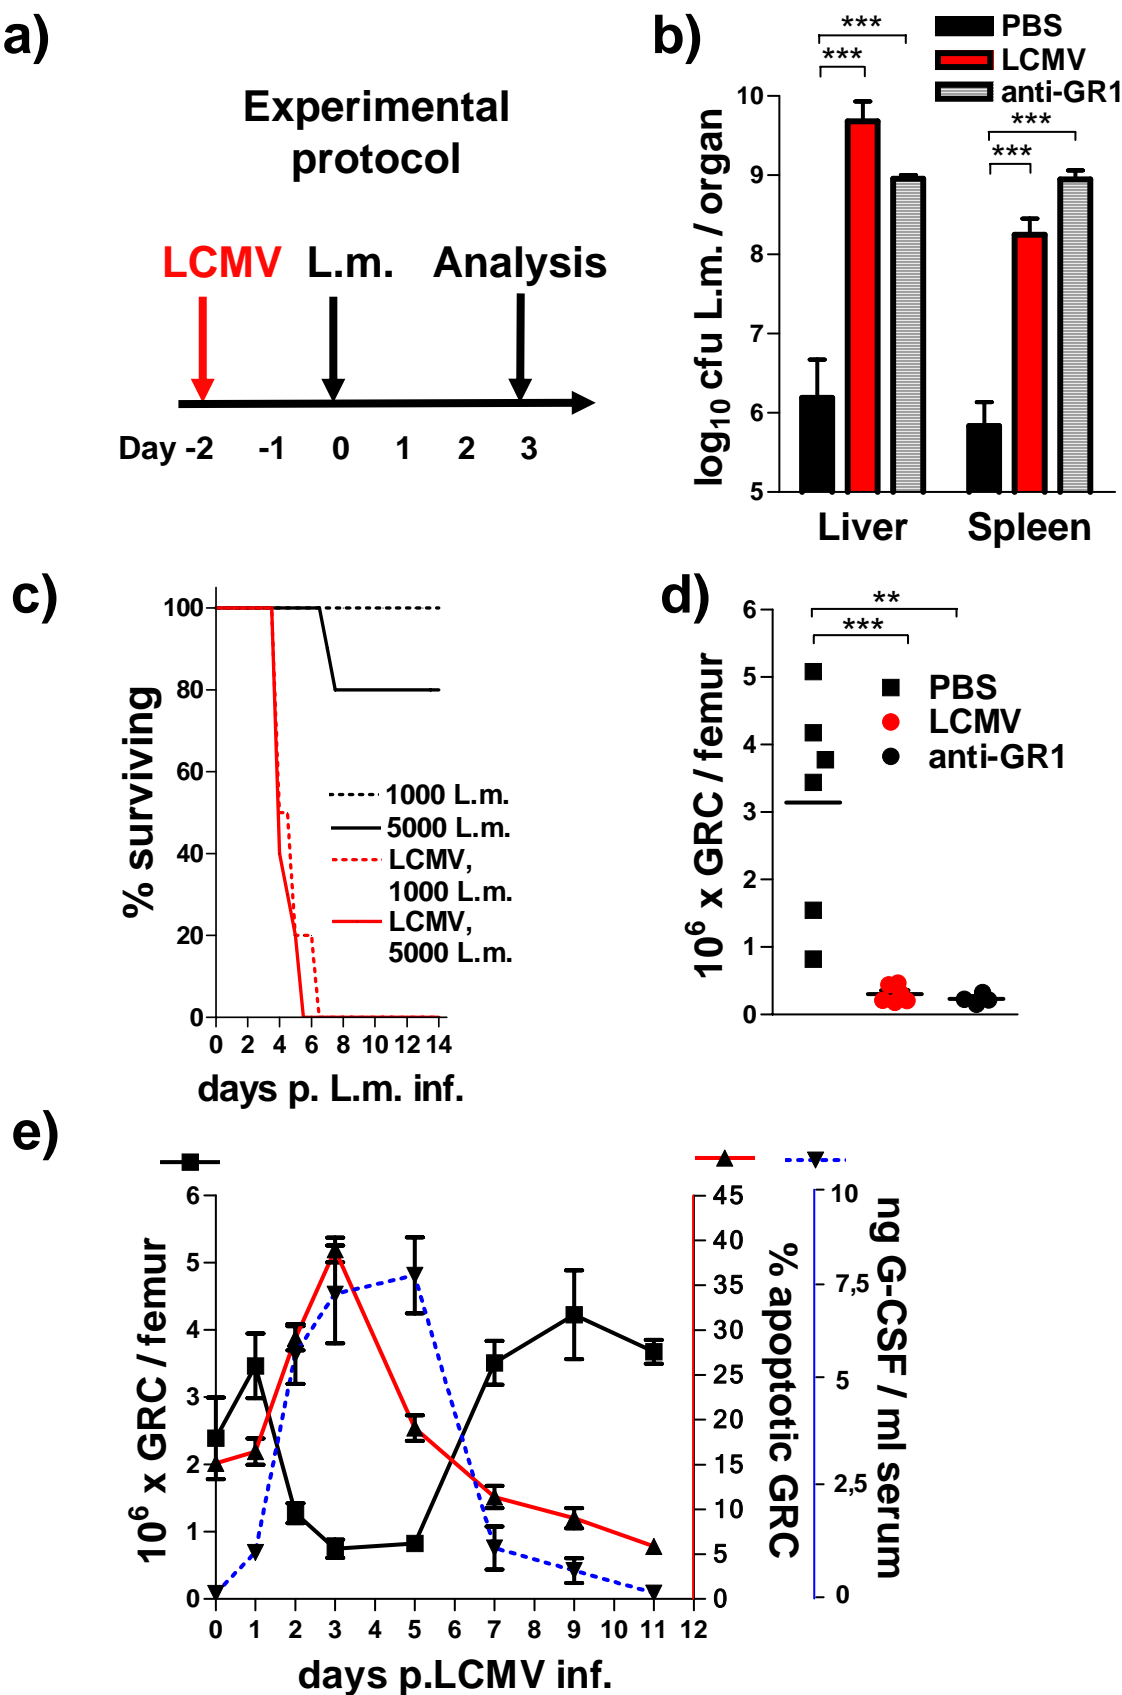 a)
Experimental
protocol
LCMV L.m. Analysis
Day -2 -1 0 1 2 3
b)
PBS
LCMV
anti-GR1
*** ***
*** ***
log10 cfu L.m. / organ
10
9
8
7
6
5
Liver Spleen
c)
% surviving
100
80
60
40
20
0
1000 L.m.
5000 L.m.
LCMV,
1000 L.m.
LCMV,
5000 L.m.
0 2 4 6 8 10 12 14
days p. L.m. inf.
d)
10^6 x GRC / femur
6
5
4
3
2
1
0
**
***
PBS
LCMV
anti-GR1
e)
10^6 x GRC / femur
6
5
4
3
2
1
0
45
40
35
30
25
20
15
10
5
0
% apoptotic GRC
10
7,5
5
2,5
0
ng G-CSF / ml serum
0 1 2 3 4 5 6 7 8 9 10 11 12
days p.LCMV inf.